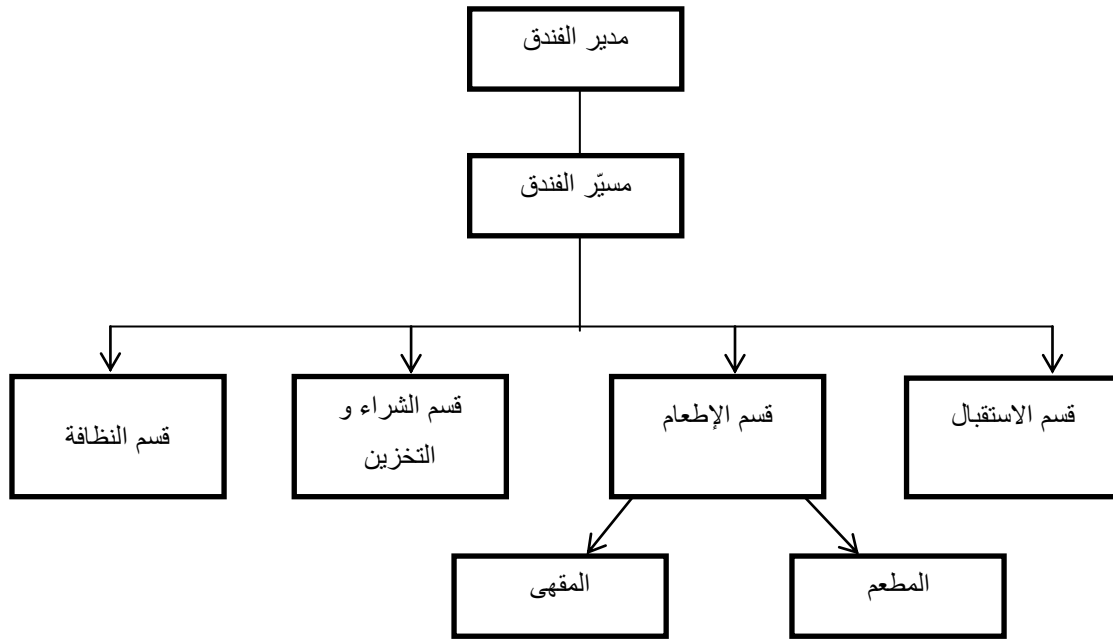 مدير الفندق
مسيّر الفندق
قسم الاستقبال
قسم الإطعام
قسم الشراء و
التخزين
قسم النظافة
المطعم
المقهى